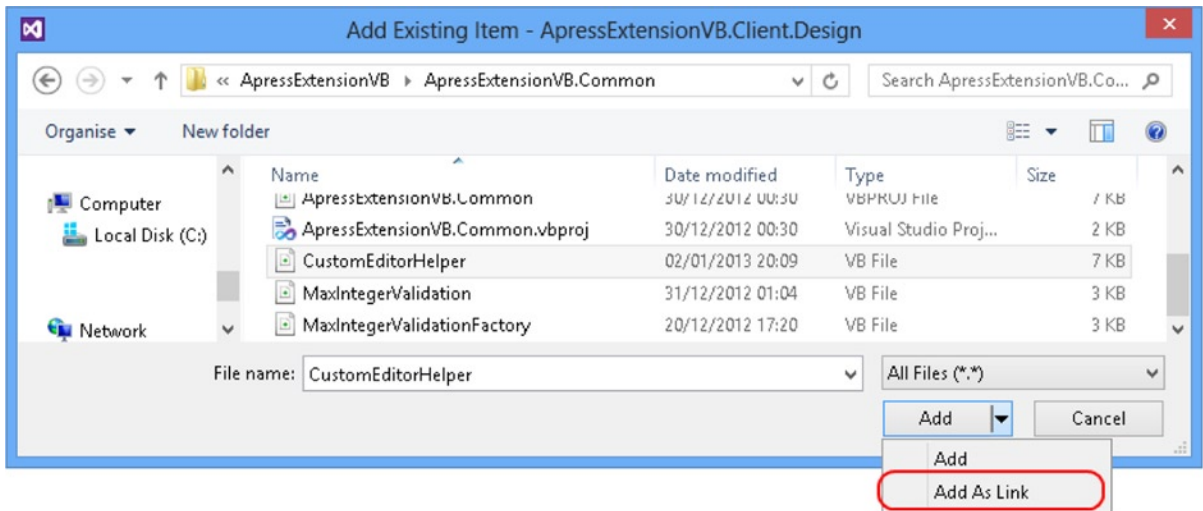 Add Existing Item - ApressExtensionVB.Client.Design
« ApressExtensionVB ApressExtensionVB.Common Search ApressExtensionVB.Co...
Organise New folder
Name Date modified Type Size
ApressExtensionVB.Common 30/12/2012 00:30 VBPROJ File 7 KB
Computer
ApressExtensionVB.Common.vbproj 30/12/2012 00:30 Visual Studio Proj... 2 KB
Local Disk (C:)
CustomEditorHelper 02/01/2013 20:09 VB File 7 KB
MaxIntegerValidation 31/12/2012 01:04 VB File 3 KB
Network
MaxIntegerValidationFactory 20/12/2012 17:20 VB File 3 KB
File name: CustomEditorHelper All Files (*.*)
Add Cancel
Add
Add As Link